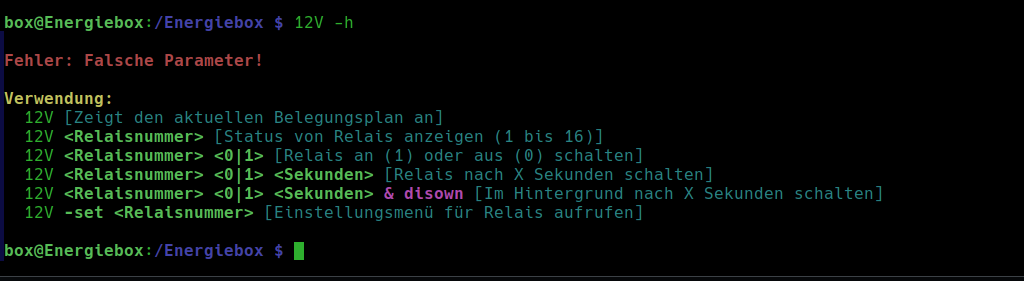 box@Energiebox:/Energiebox $ 12V -h
Fehler: Falsche Parameter!
Verwendung:
12V [Zeigt den aktuellen Belegungsplan an]
12V <Relaisnummer> [Status von Relais anzeigen (1 bis 16)]
12V <Relaisnummer> <0|1> [Relais an (1) oder aus (0) schalten]
12V <Relaisnummer> <0|1> <Sekunden> [Relais nach X Sekunden schalten]
12V <Relaisnummer> <0|1> <Sekunden> & disown [Im Hintergrund nach X Sekunden schalten]
12V -set <Relaisnummer> [Einstellungsmenü für Relais aufrufen]
box@Energiebox:/Energiebox $